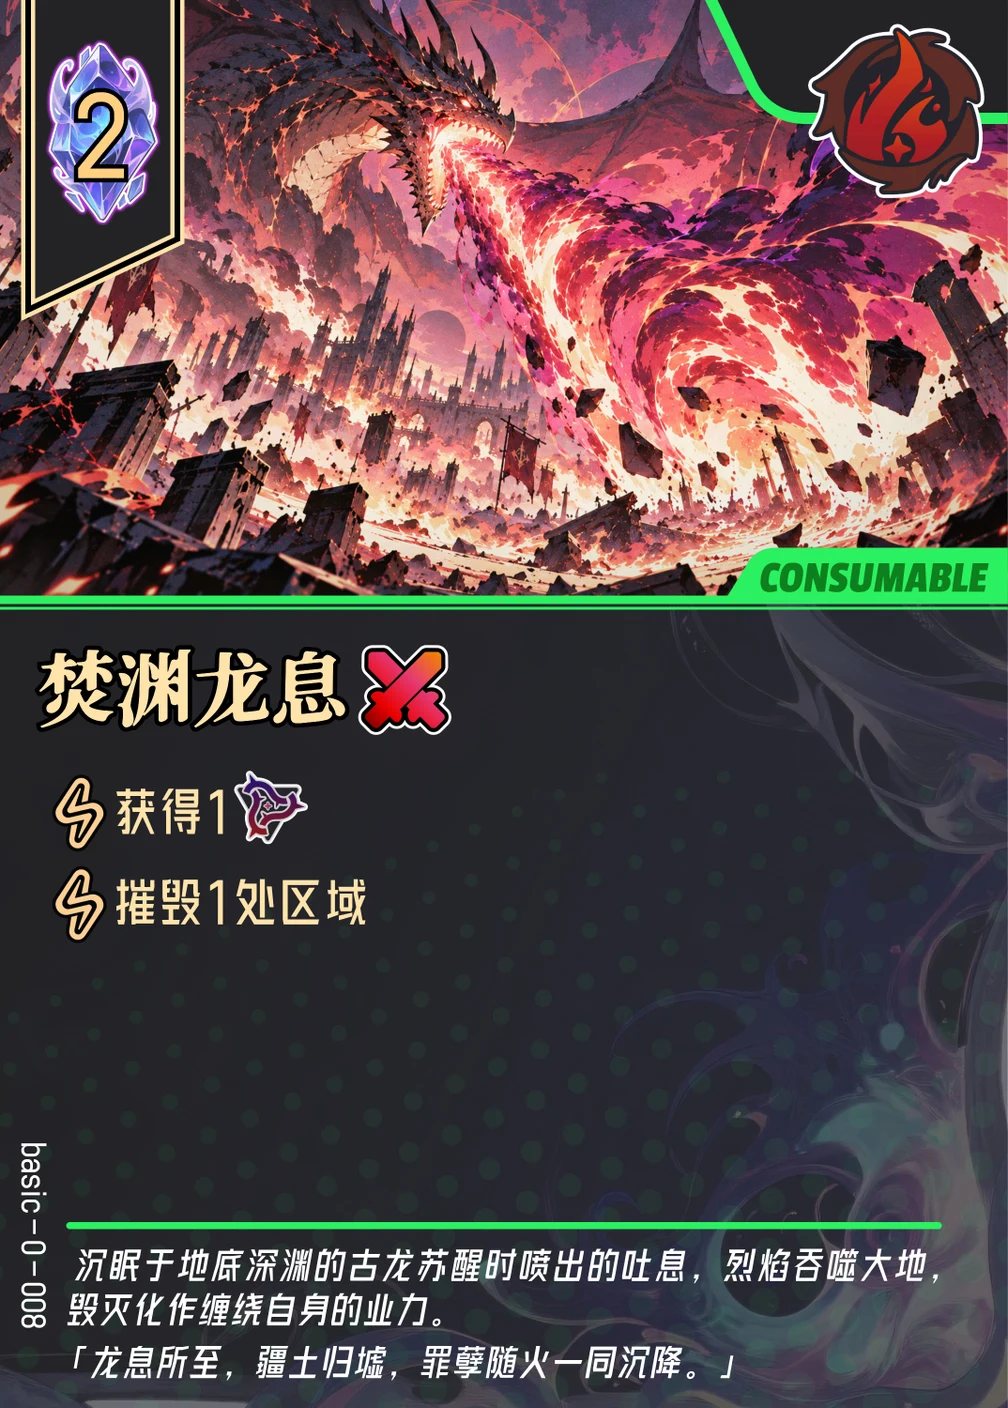 2
CONSUMABLE
焚渊龙息
获得1
摧毁1处区域
basic-0-008
沉眠于地底深渊的古龙苏醒时喷出的吐息，烈焰吞噬大地，
毁灭化作缠绕自身的业力。
「龙息所至，疆土归墟，罪孽随火一同沉降。」